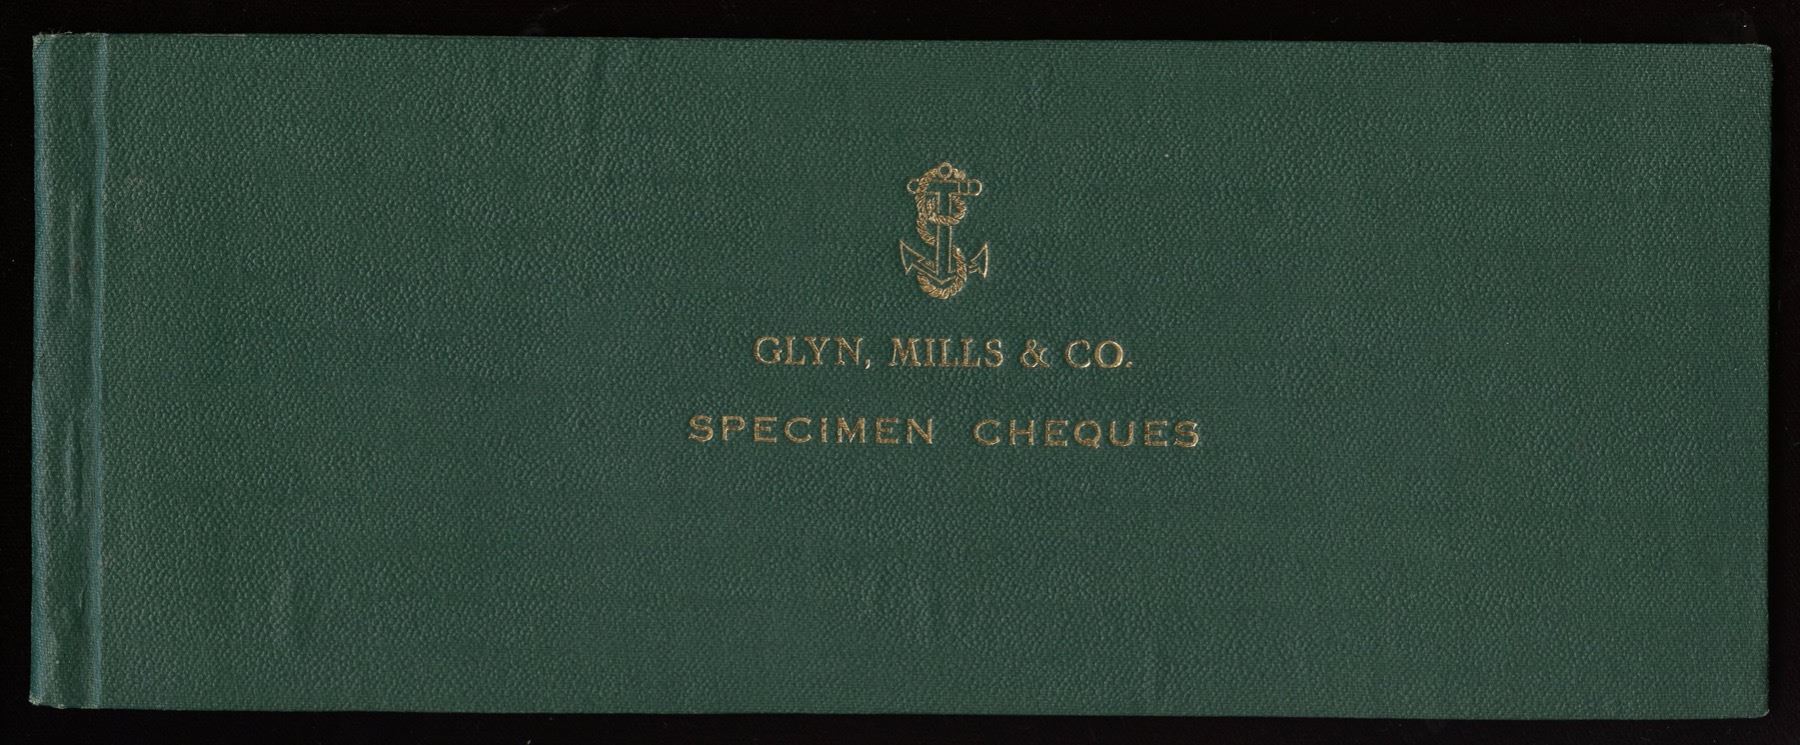 GLYN, MILLS & CO.
SPECIMEN CHEQUES